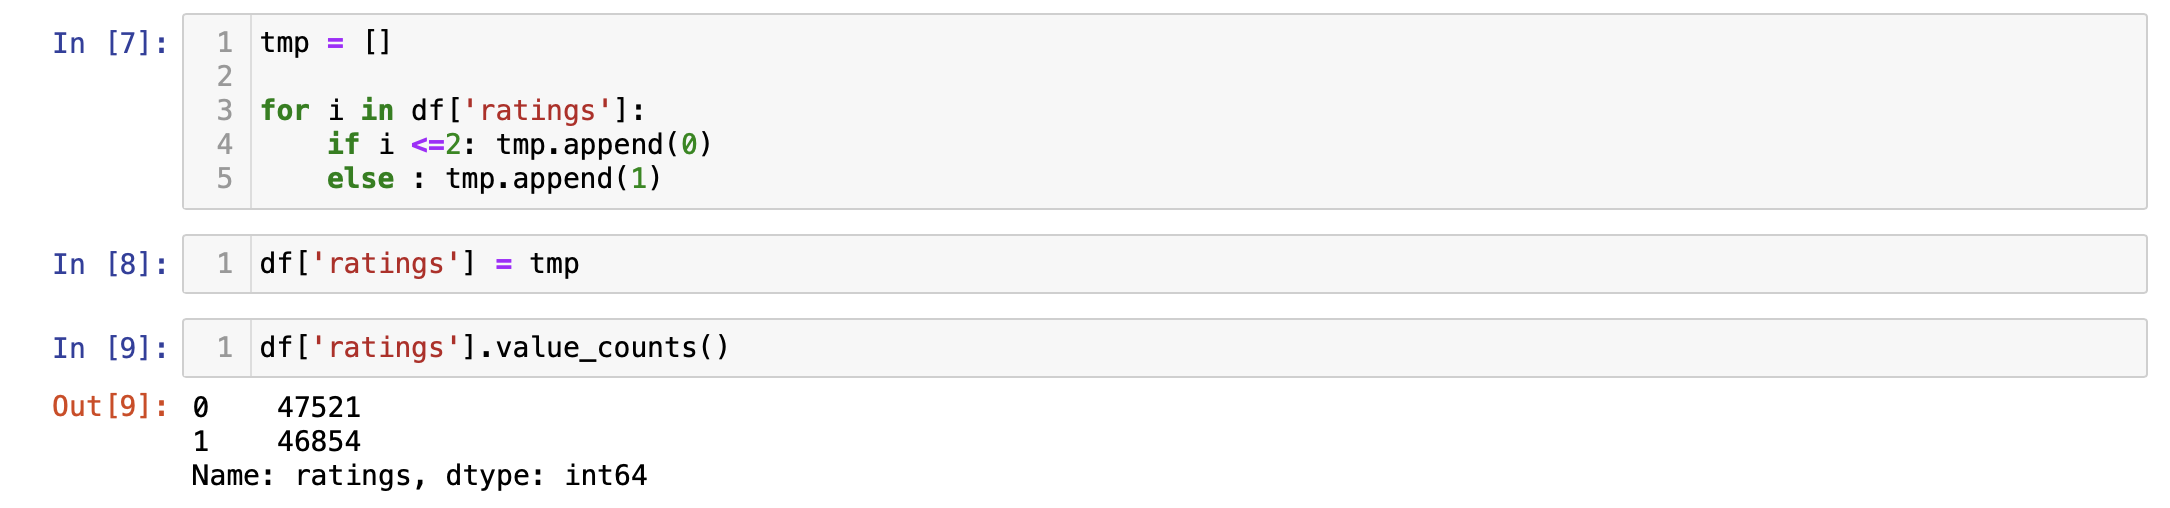 In [7]:
1 tmp = []
2
3 for i in df['ratings']:
4     if i <=2: tmp.append(0)
5     else : tmp.append(1)
In [8]:
1 df['ratings'] = tmp
In [9]:
1 df['ratings'].value_counts()
Out[9]:
0    47521
1    46854
Name: ratings, dtype: int64